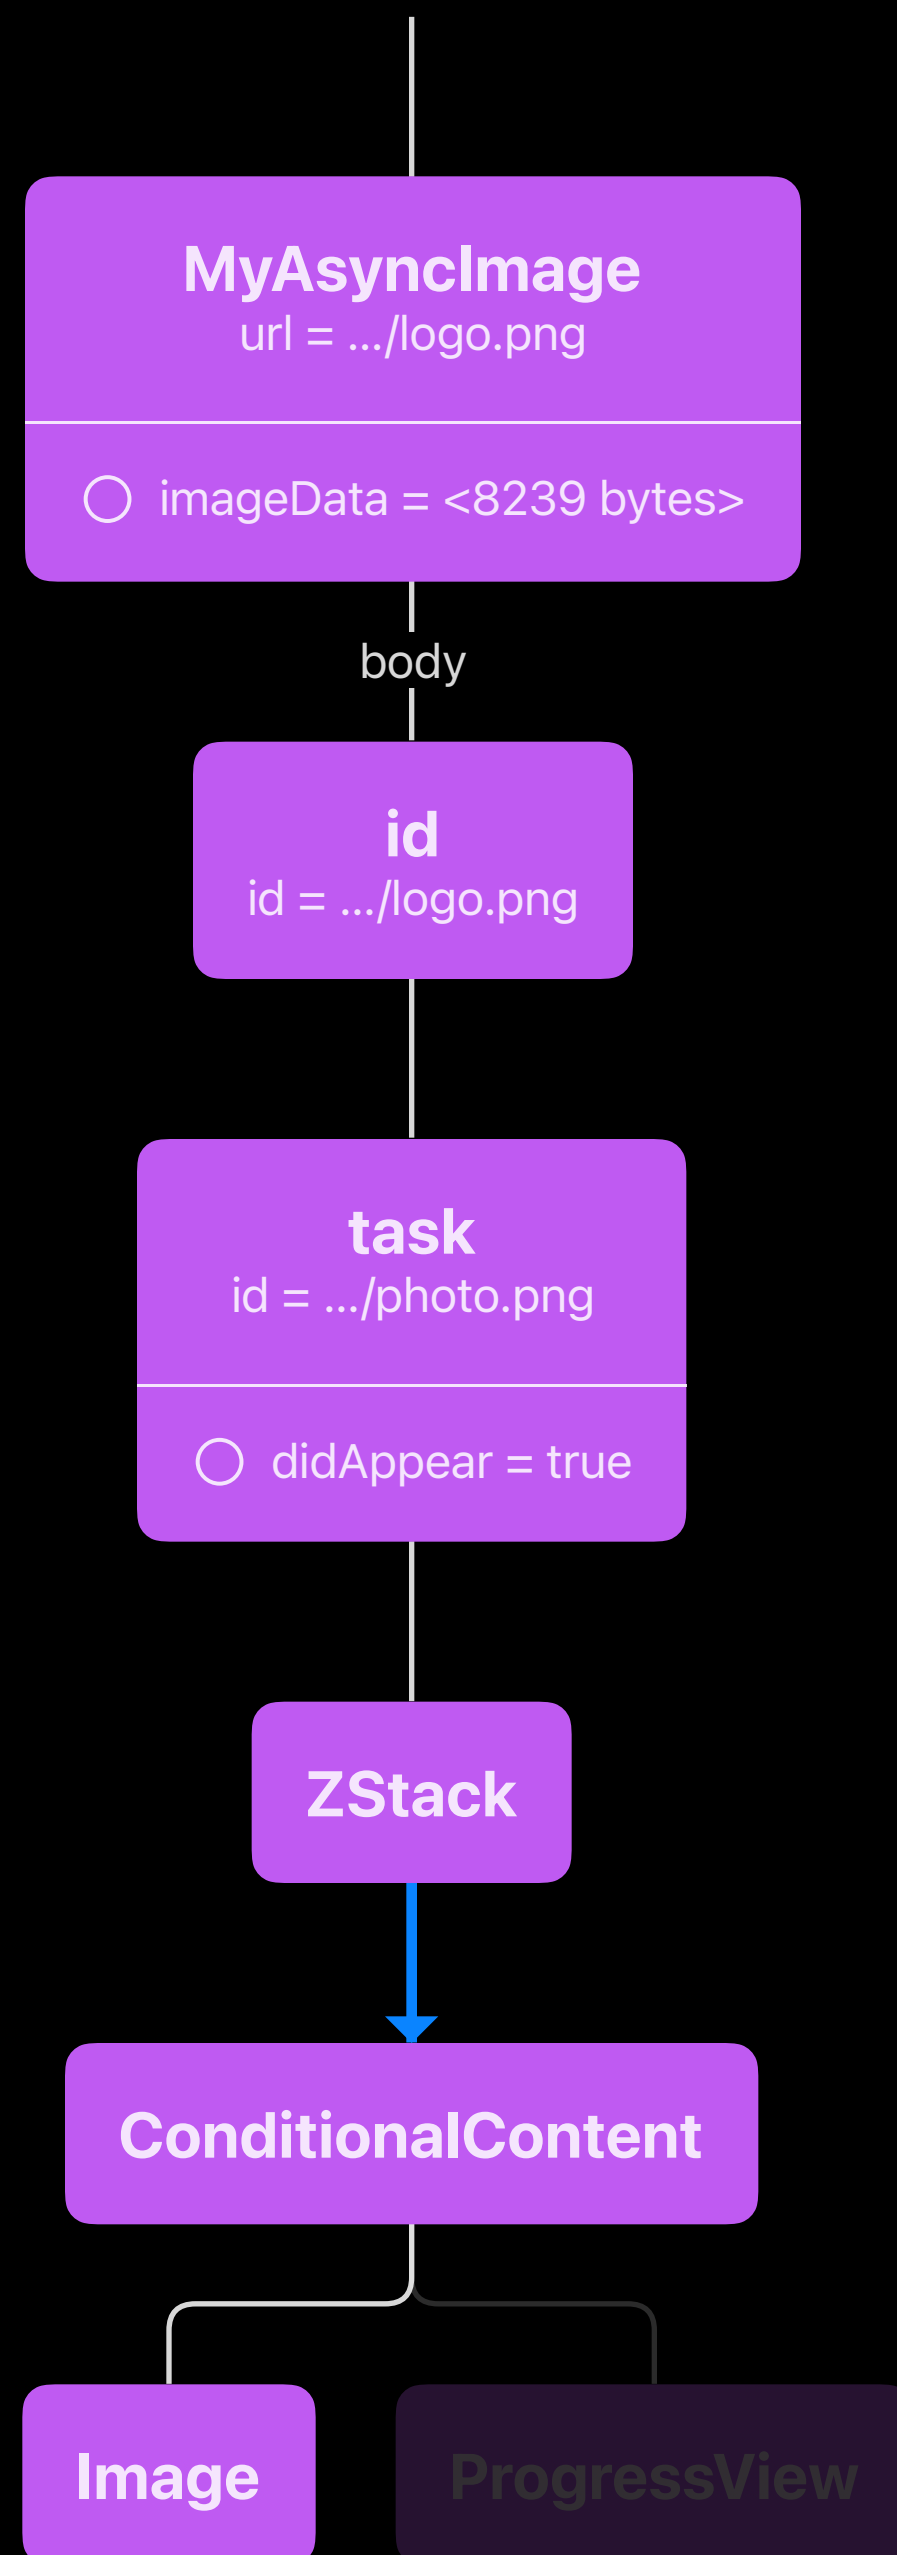 MyAsyncImage
url = .../logo.png
imageData = <8239 bytes>
body
id
id = .../logo.png
task
id = .../photo.png
didAppear = true
ZStack
ConditionalContent
Image
ProgressView